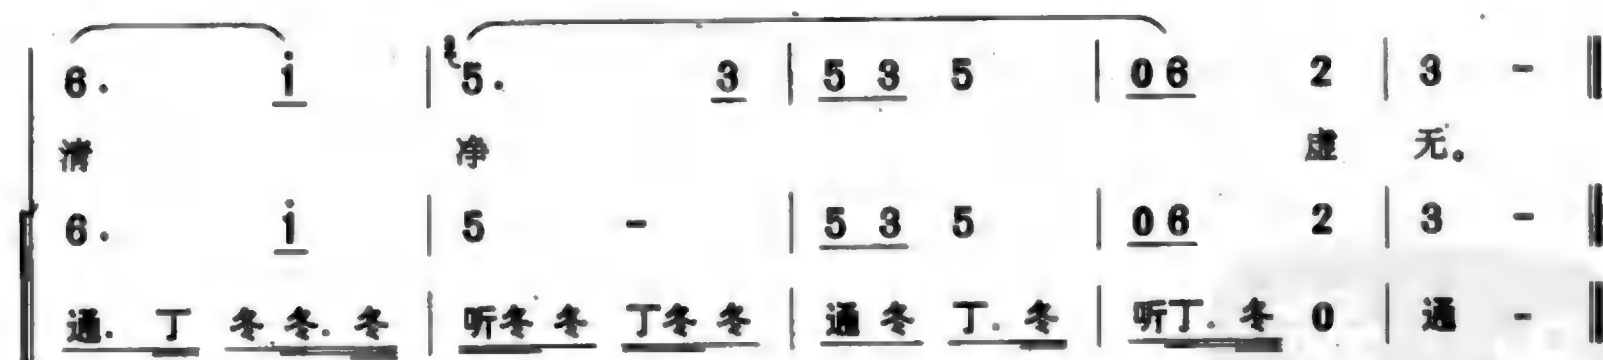 6. i | 5. 3 | 5 3 5 | 0 6 2 | 3 - ‖
清 净 虚 无。
6. i | 5 - | 5 3 5 | 0 6 2 | 3 - ‖
通. 丁 冬 冬. 冬 | 听 冬 冬 丁 冬 冬 | 通 冬 丁. 冬 | 听 丁. 冬 0 | 通 - ‖